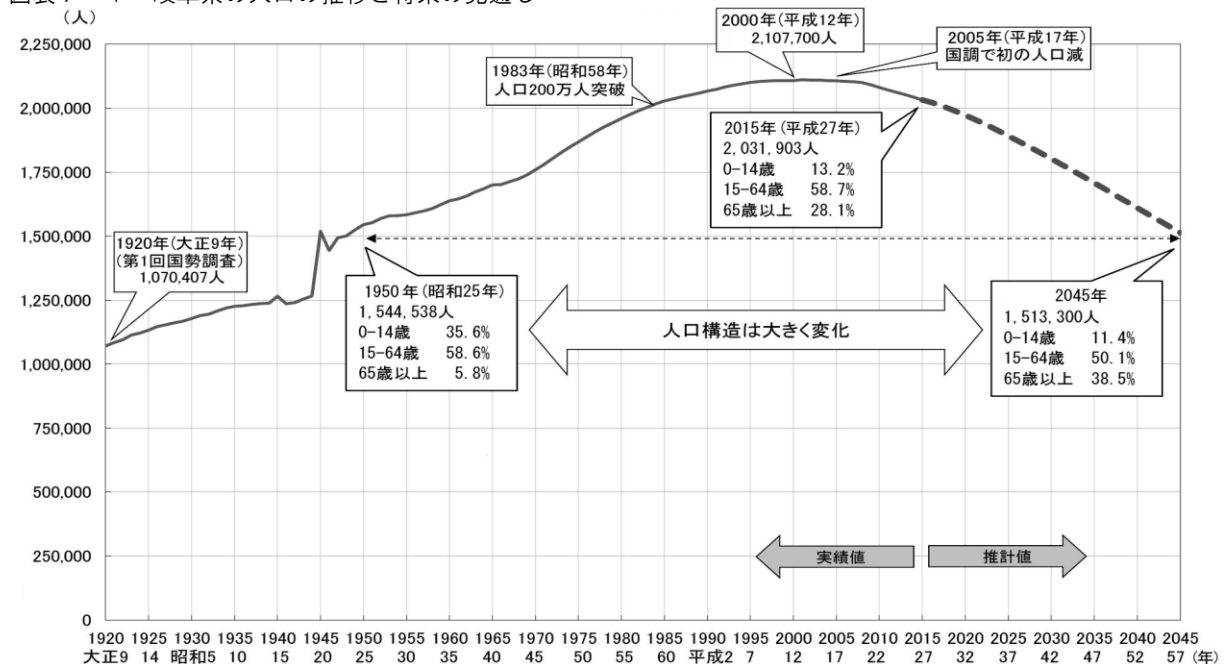 （人）
2,250,000
2,000,000
1,750,000
1,500,000
1,250,000
1,000,000
750,000
500,000
250,000
0
2000年(平成12年)
2,107,700人
2005年(平成17年)
国調で初の人口減
1983年(昭和58年)
人口200万人突破
2015年(平成27年)
2,031,903人
0-14歳 13.2%
15-64歳 58.7%
65歳以上 28.1%
1920年(大正9年)
(第1回国勢調査)
1,070,407人
1950年(昭和25年)
1,544,538人
0-14歳 35.6%
15-64歳 58.6%
65歳以上 5.8%
人口構造は大きく変化
2045年
1,513,300人
0-14歳 11.4%
15-64歳 50.1%
65歳以上 38.5%
実績値
推計値
1920 1925 1930 1935 1940 1945 1950 1955 1960 1965 1970 1975 1980 1985 1990 1995 2000 2005 2010 2015 2020 2025 2030 2035 2040 2045
大正9 14 昭和5 10 15 20 25 30 35 40 45 50 55 60 平成2 7 12 17 22 27 32 37 42 47 52 57 (年)